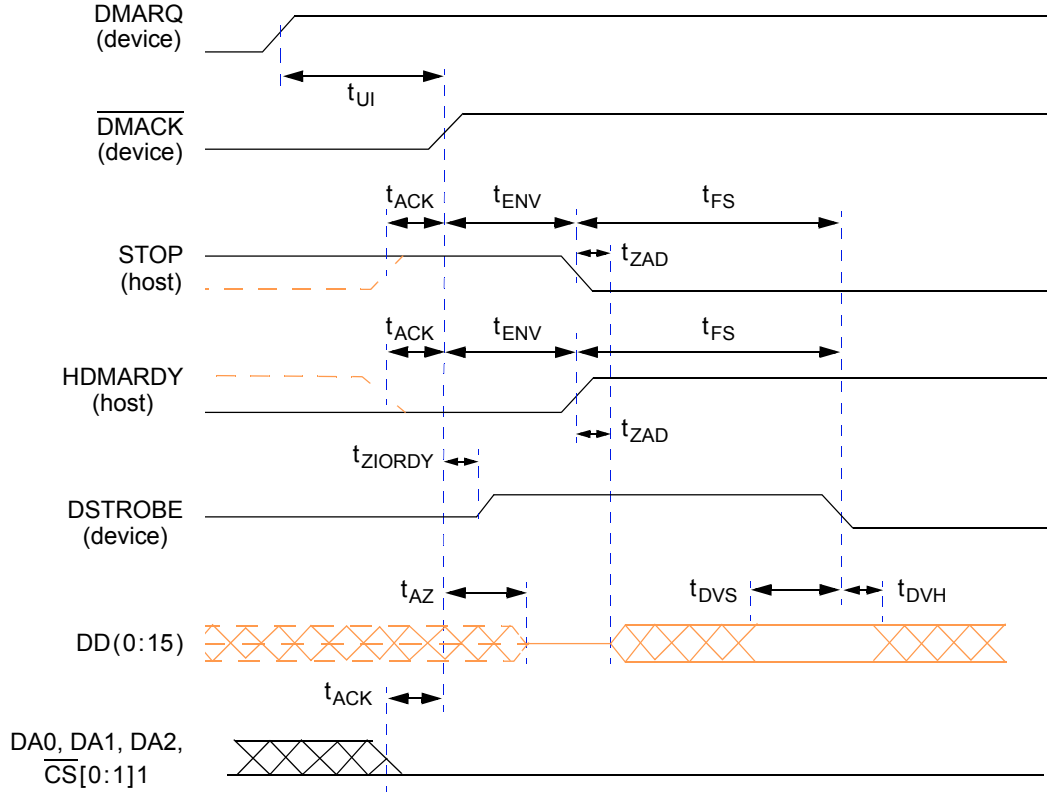 DMARQ
(device)
tUI
DMACK
(device)
tACK
tENV
tFS
STOP
(host)
tZAD
tACK
tENV
tFS
HDMARDY
(host)
tZAD
tZIORDY
DSTROBE
(device)
tAZ
tDVS
tDVH
DD(0:15)
tACK
DA0, DA1, DA2,
CS[0:1]1